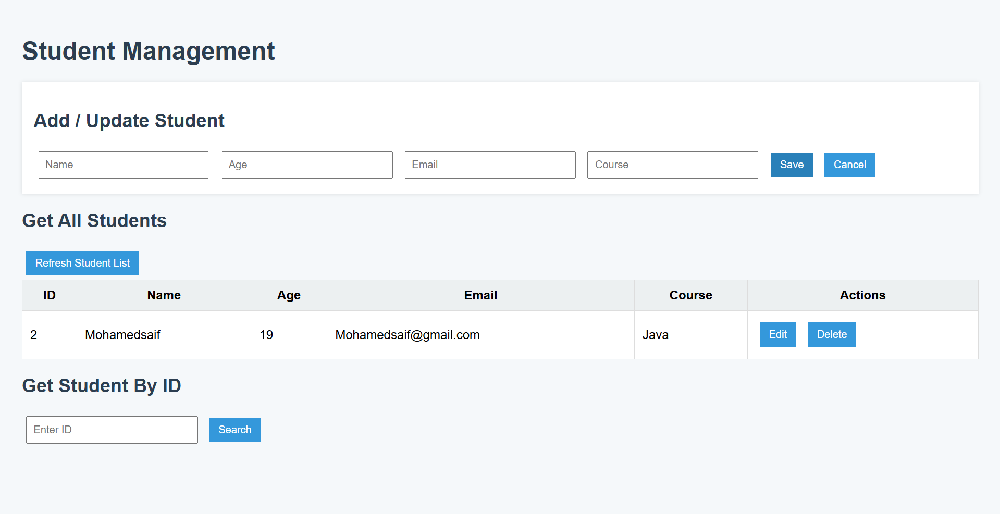 Student Management
Add / Update Student
Name Age Email Course Save Cancel
Get All Students
Refresh Student List
ID Name Age Email Course Actions
2 Mohamedsaif 19 Mohamedsaif@gmail.com Java Edit Delete
Get Student By ID
Enter ID Search